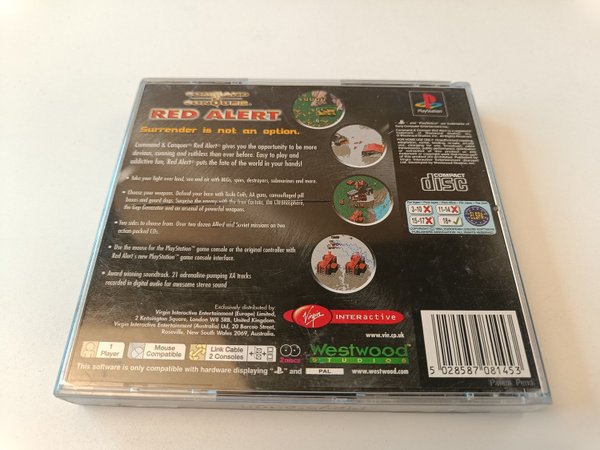 COMMAND & CONQUER
RED ALERT
Surrender is not an option.
Command & Conquer® Red Alert™ gives you the opportunity to be more
devious, cunning and ruthless than ever before. Easy to play and
addictive fun, Red Alert™ puts the fate of the world in your hands!
• Take your fight over land, sea and air with MIGs, spies, destroyers, submarines and more.
• Choose your weapons. Defend your base with Tesla Coils, AA guns, camouflaged pill
boxes and guard dogs. Surprise the enemy with the Iron Curtain, the Chronosphere,
the Gap Generator and an arsenal of powerful weapons.
• Two sides to choose from. Over two dozen Allied and Soviet missions on two
action packed CDs.
• Use the mouse for the PlayStation™ game console or the original controller with
Red Alert's new PlayStation™ game console interface.
• Award winning soundtrack. 21 adrenaline-pumping XA tracks
recorded in digital audio for awesome stereo sound
Exclusively distributed by
Virgin Interactive Entertainment (Europe) Limited,
2 Kensington Square, London W8 5RB, United Kingdom.
Virgin Interactive Entertainment (Australia) Ltd, 20 Barcoo Street,
Roseville, New South Wales 2069, Australia.
PlayStation
COMPACT
disc
3-10
11-14
15-17
18+
ELSPA
Virgin
INTERactive
www.vie.co.uk
1
Player
Mouse
Compatible
Link Cable
2 Consoles
2 DISCS
Westwood
STUDIOS
This software is only compatible with hardware displaying
and
PAL
www.westwood.com
5 028587 081453
Patent Pendi